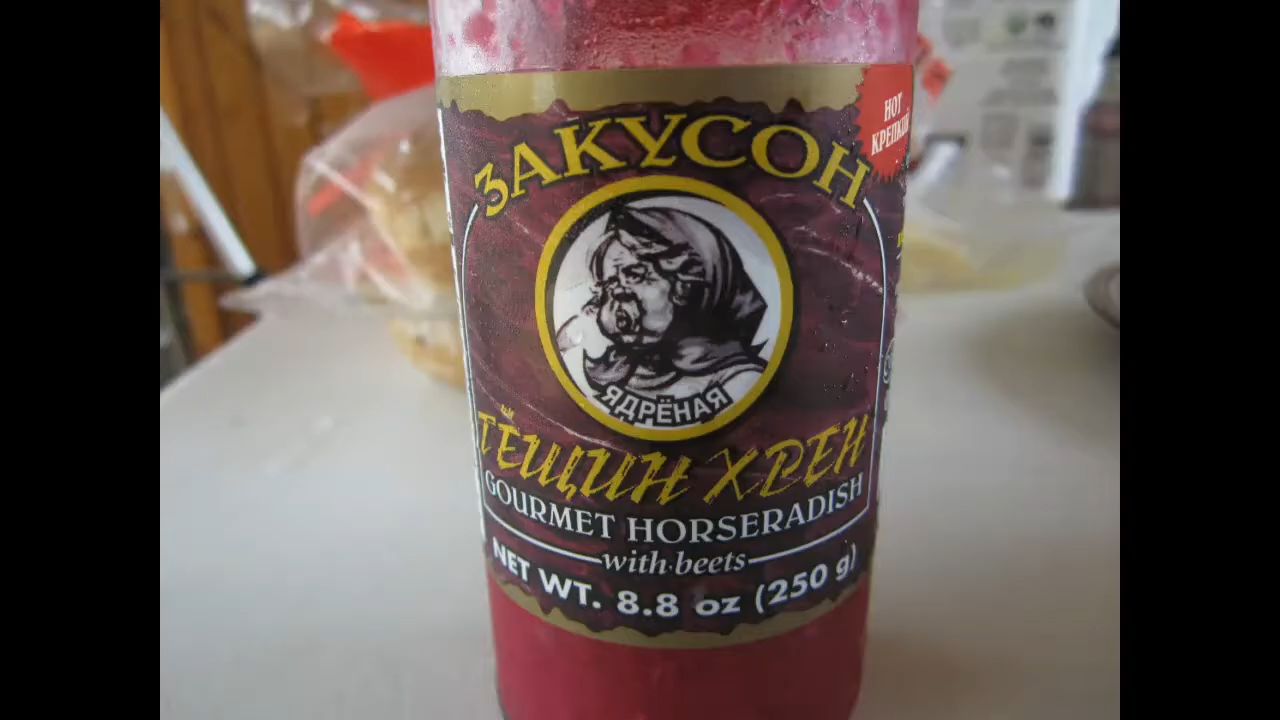 ЗАКУСОН
HOT
КРЕПКИЙ
ЯДРЁНАЯ
ТЁЩИН ХРЕН
GOURMET HORSERADISH
with beets
NET WT. 8.8 oz (250 g)